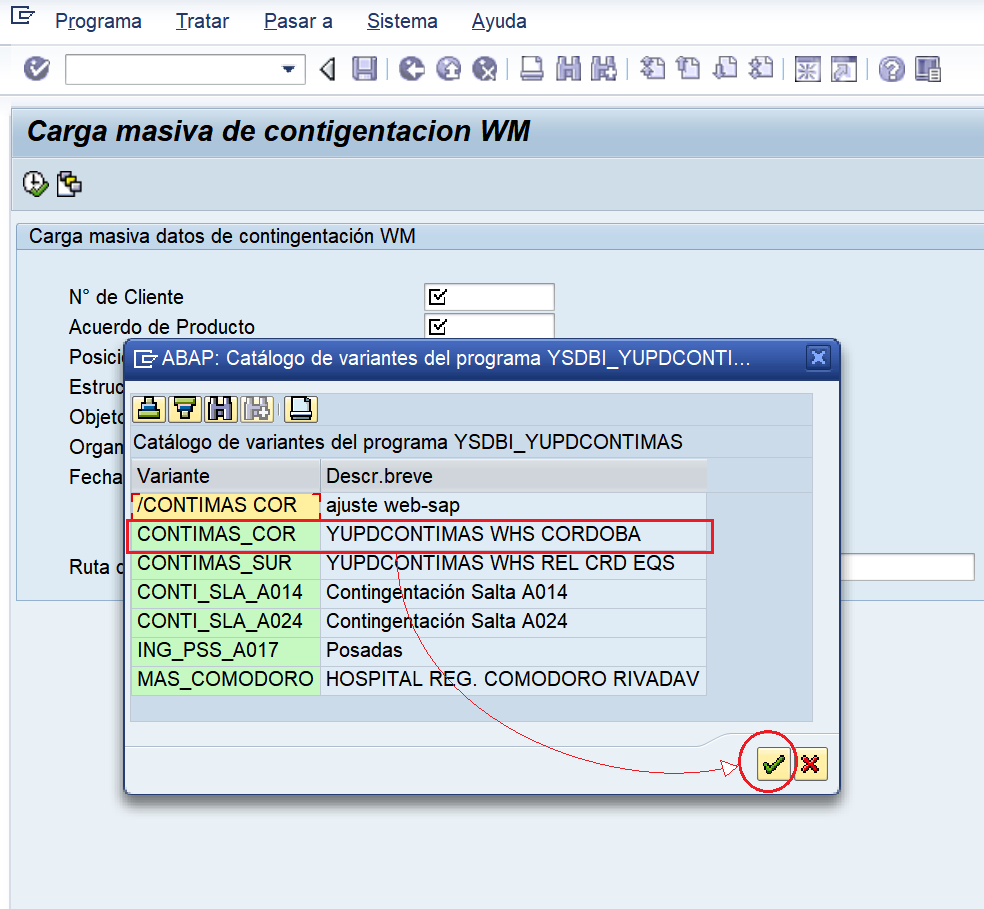 Programa Tratar Pasar a Sistema Ayuda
Carga masiva de contigentacion WM
Carga masiva datos de contingentación WM
N° de Cliente
Acuerdo de Producto
Posici
Estruc
Objeto
Organ
Fecha
Ruta d
ABAP: Catálogo de variantes del programa YSDBI_YUPDCONTI...
Catálogo de variantes del programa YSDBI_YUPDCONTIMAS
Variante Descr.breve
/CONTIMAS COR ajuste web-sap
CONTIMAS_COR YUPDCONTIMAS WHS CORDOBA
CONTIMAS_SUR YUPDCONTIMAS WHS REL CRD EQS
CONTI_SLA_A014 Contingentación Salta A014
CONTI_SLA_A024 Contingentación Salta A024
ING_PSS_A017 Posadas
MAS_COMODORO HOSPITAL REG. COMODORO RIVADAV